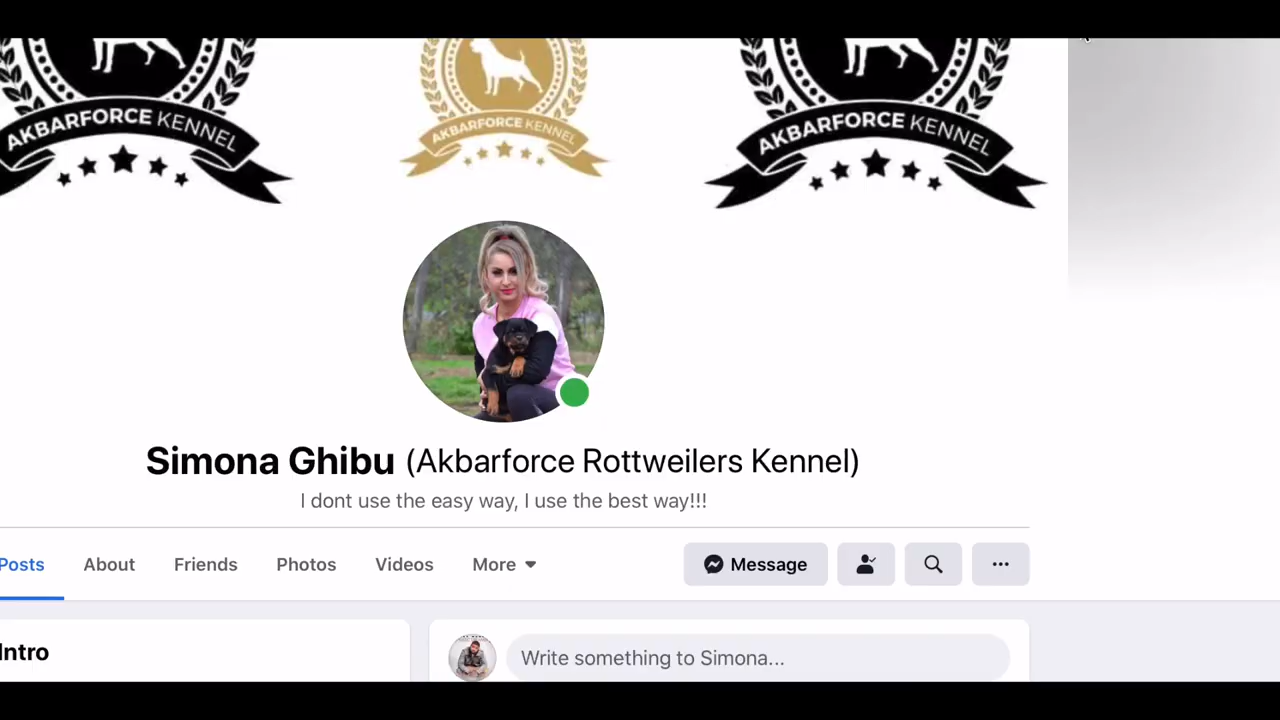 AKBARFORCE KENNEL
AKBARFORCE KENNEL
AKBARFORCE KENNEL
Simona Ghibu (Akbarforce Rottweilers Kennel)
I dont use the easy way, I use the best way!!!
Posts About Friends Photos Videos More Message ...
Intro
Write something to Simona...